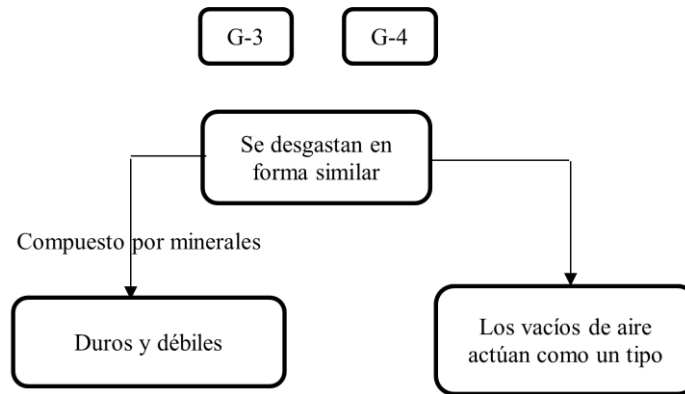 G-3
G-4
Se desgastan en
forma similar
Compuesto por minerales
Duros y débiles
Los vacíos de aire
actúan como un tipo